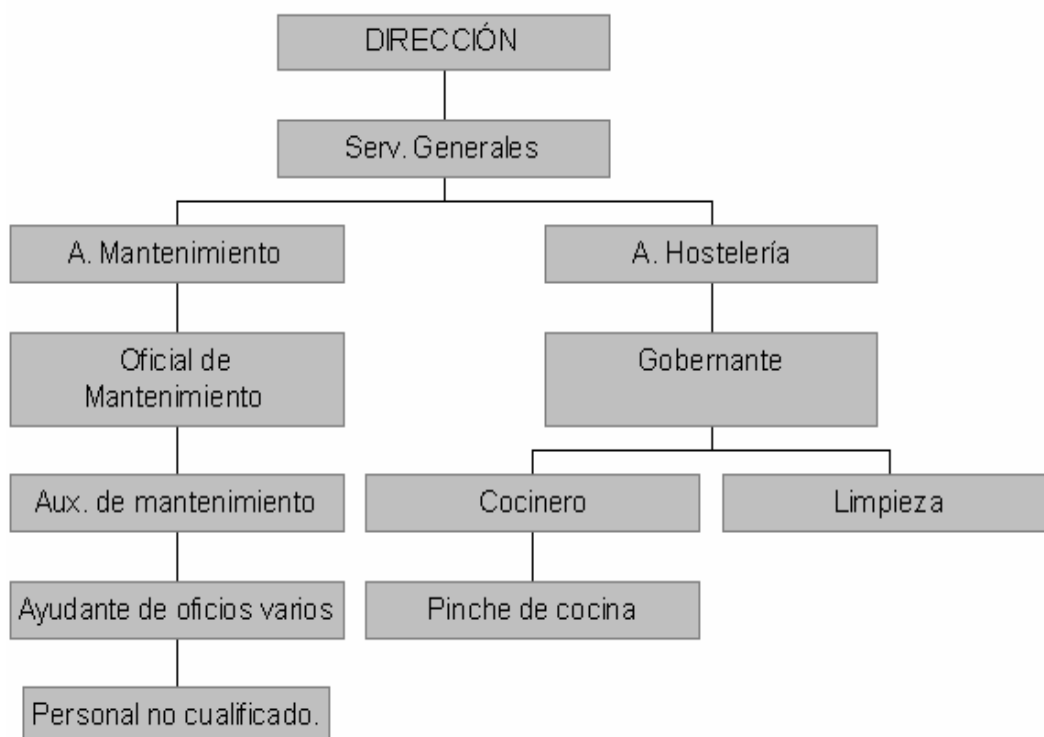 DIRECCIÓN
Serv. Generales
A. Mantenimiento
A. Hostelería
Oficial de
Mantenimiento
Gobernante
Aux. de mantenimiento
Cocinero
Limpieza
Ayudante de oficios varios
Pinche de cocina
Personal no cualificado.